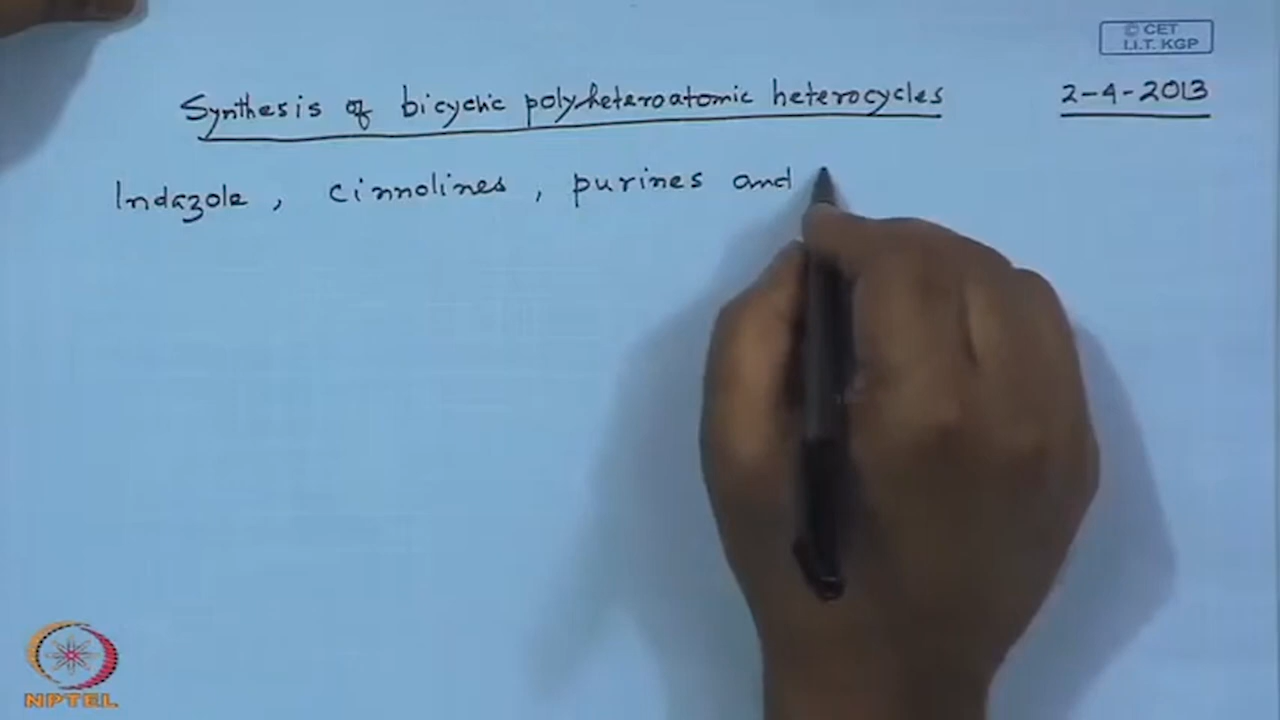 © CET
I.I.T. KGP
Synthesis of bicyclic polyheteroatomic heterocycles 2-4-2013
Indazole, cinnolines, purines and
NPTEL